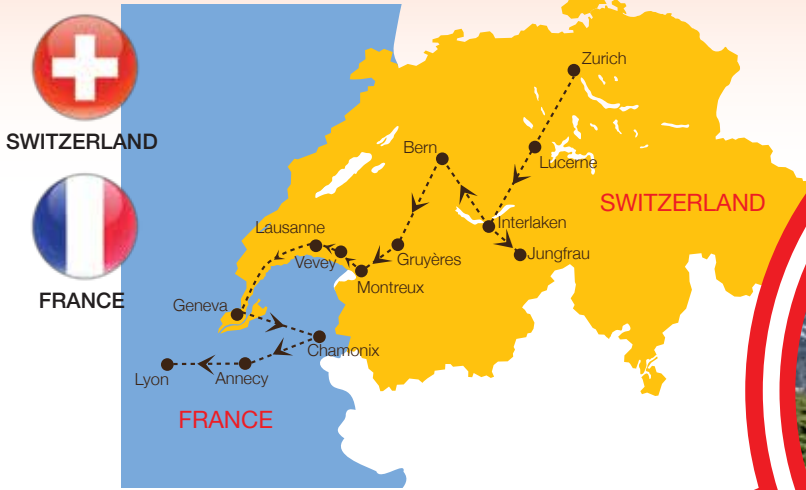 SWITZERLAND
FRANCE
Zurich
Lucerne
Bern
Interlaken
SWITZERLAND
Jungfrau
Lausanne
Vevey
Gruyères
Montreux
Geneva
Chamonix
Lyon
Annecy
FRANCE